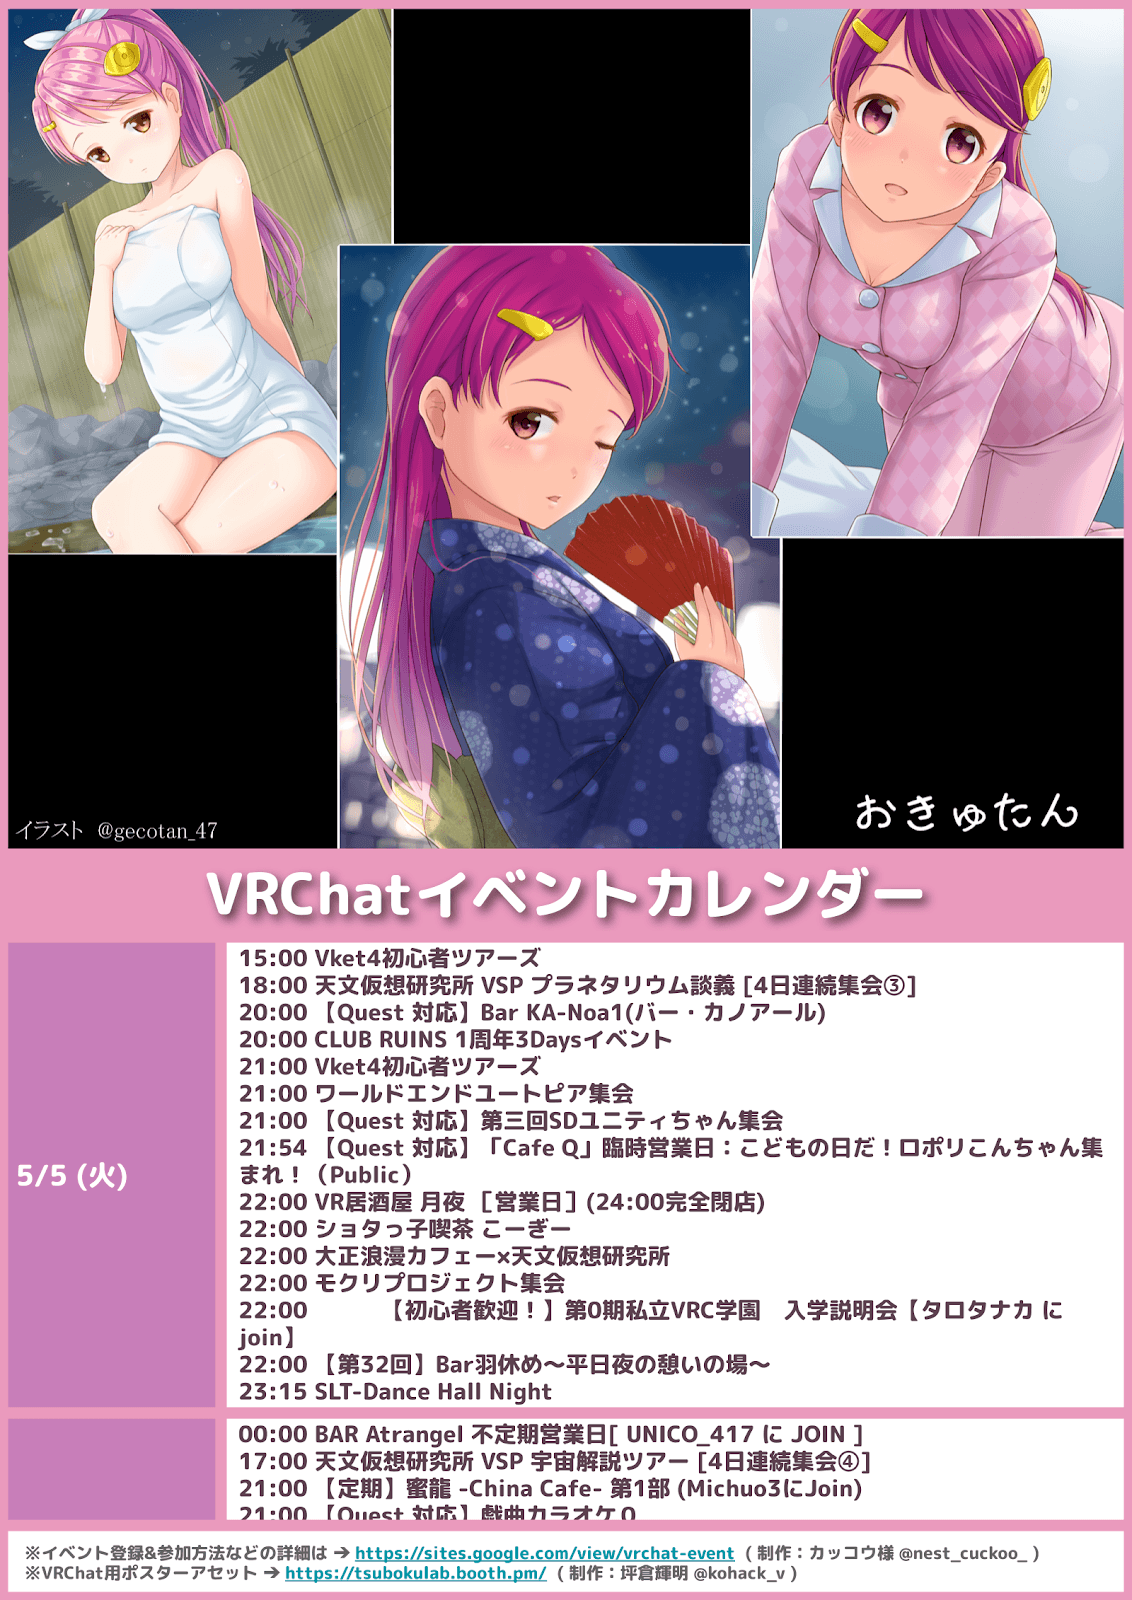 イラスト @gecotan_47
おきゅたん
VRChatイベントカレンダー
5/5 (火)
15:00 Vket4初心者ツアーズ
18:00 天文仮想研究所 VSP プラネタリウム談義 [4日連続集会③]
20:00 【Quest 対応】Bar KA-Noa1(バー・カノアール)
20:00 CLUB RUINS 1周年3Daysイベント
21:00 Vket4初心者ツアーズ
21:00 ワールドエンドユートピア集会
21:00 【Quest 対応】第三回SDユニティちゃん集会
21:54 【Quest 対応】「Cafe Q」臨時営業日：こどもの日だ！ロポリこんちゃん集
まれ！（Public）
22:00 VR居酒屋 月夜 ［営業日］(24:00完全閉店)
22:00 ショタっ子喫茶 こーぎー
22:00 大正浪漫カフェー×天文仮想研究所
22:00 モクリプロジェクト集会
22:00 【初心者歓迎！】第0期私立VRC学園　入学説明会【タロタナカ に
join】
22:00 【第32回】Bar羽休め～平日夜の憩いの場～
23:15 SLT-Dance Hall Night
00:00 BAR Atrangel 不定期営業日[ UNICO_417 に JOIN ]
17:00 天文仮想研究所 VSP 宇宙解説ツアー [4日連続集会④]
21:00 【定期】蜜龍 -China Cafe- 第1部 (Michuo3にJoin)
21:00 【Quest 対応】戯曲カラオケ０
※イベント登録&参加方法などの詳細は → https://sites.google.com/view/vrchat-event ( 制作：カッコウ様 @nest_cuckoo_ )
※VRChat用ポスターアセット → https://tsubokulab.booth.pm/ ( 制作：坪倉輝明 @kohack_v )